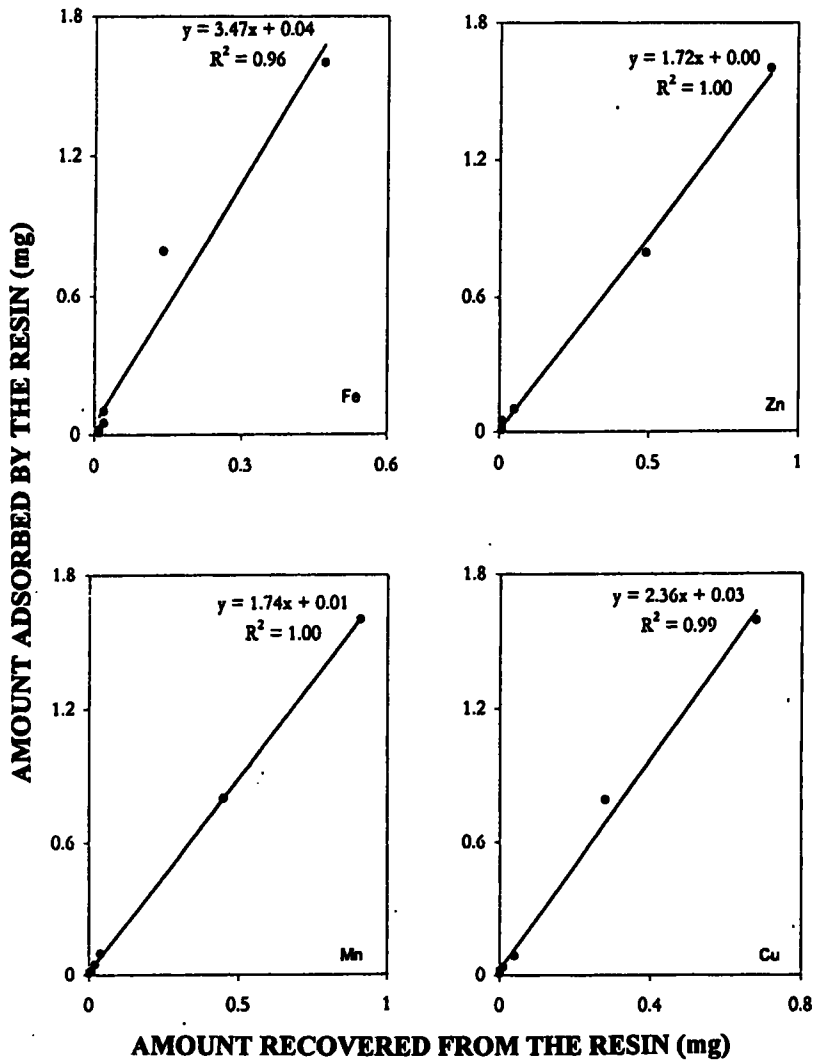 AMOUNT ADSORBED BY THE RESIN (mg)
y = 3.47x + 0.04
R² = 0.96
1.8
1.2
0.6
0
0
0.3
0.6
Fe
y = 1.72x + 0.00
R² = 1.00
1.8
1.2
0.6
0
0
0.5
1
Zn
y = 1.74x + 0.01
R² = 1.00
1.8
1.2
0.6
0
0
0.5
1
Mn
y = 2.36x + 0.03
R² = 0.99
1.8
1.2
0.6
0
0
0.4
0.8
Cu
AMOUNT RECOVERED FROM THE RESIN (mg)